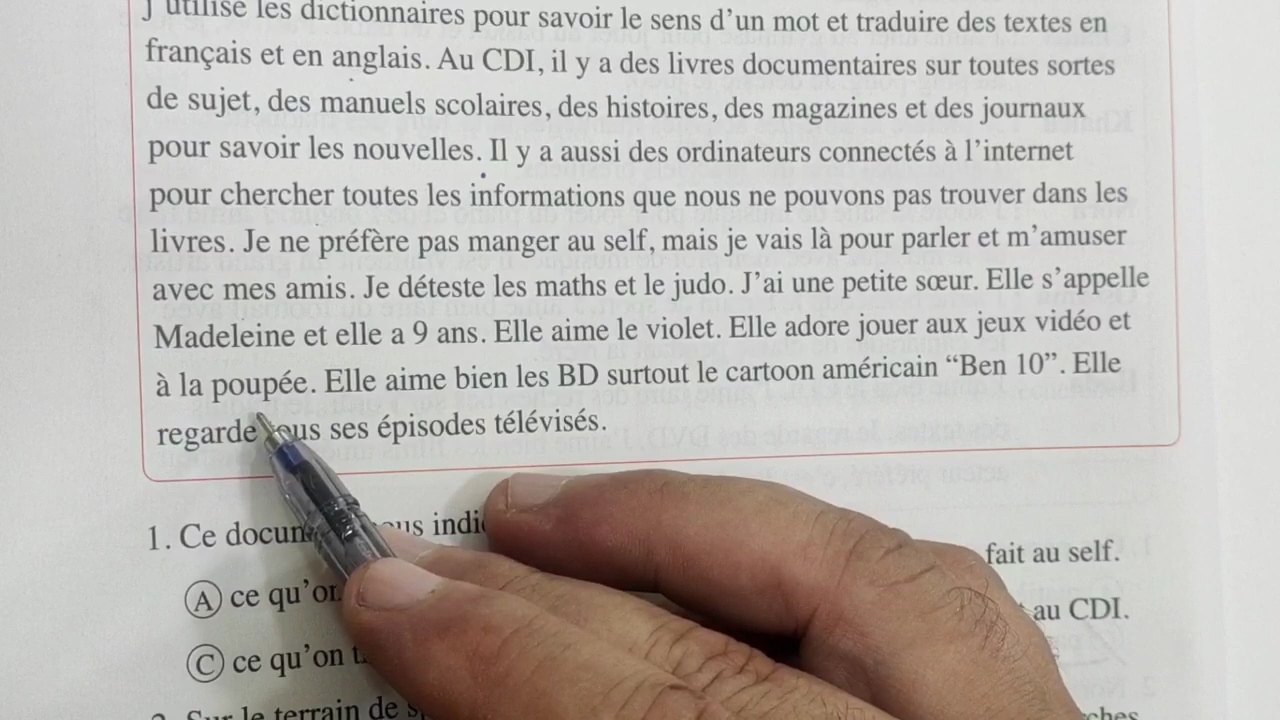 J'utilise les dictionnaires pour savoir le sens d'un mot et traduire des textes en
français et en anglais. Au CDI, il y a des livres documentaires sur toutes sortes
de sujet, des manuels scolaires, des histoires, des magazines et des journaux
pour savoir les nouvelles. Il y a aussi des ordinateurs connectés à l'internet
pour chercher toutes les informations que nous ne pouvons pas trouver dans les
livres. Je ne préfère pas manger au self, mais je vais là pour parler et m'amuser
avec mes amis. Je déteste les maths et le judo. J'ai une petite sœur. Elle s'appelle
Madeleine et elle a 9 ans. Elle aime le violet. Elle adore jouer aux jeux vidéo et
à la poupée. Elle aime bien les BD surtout le cartoon américain “Ben 10”. Elle
regarde tous ses épisodes télévisés.
1. Ce fait au self.
A ce qu'on au CDI.
C ce qu'on
2. Sur le terrain de